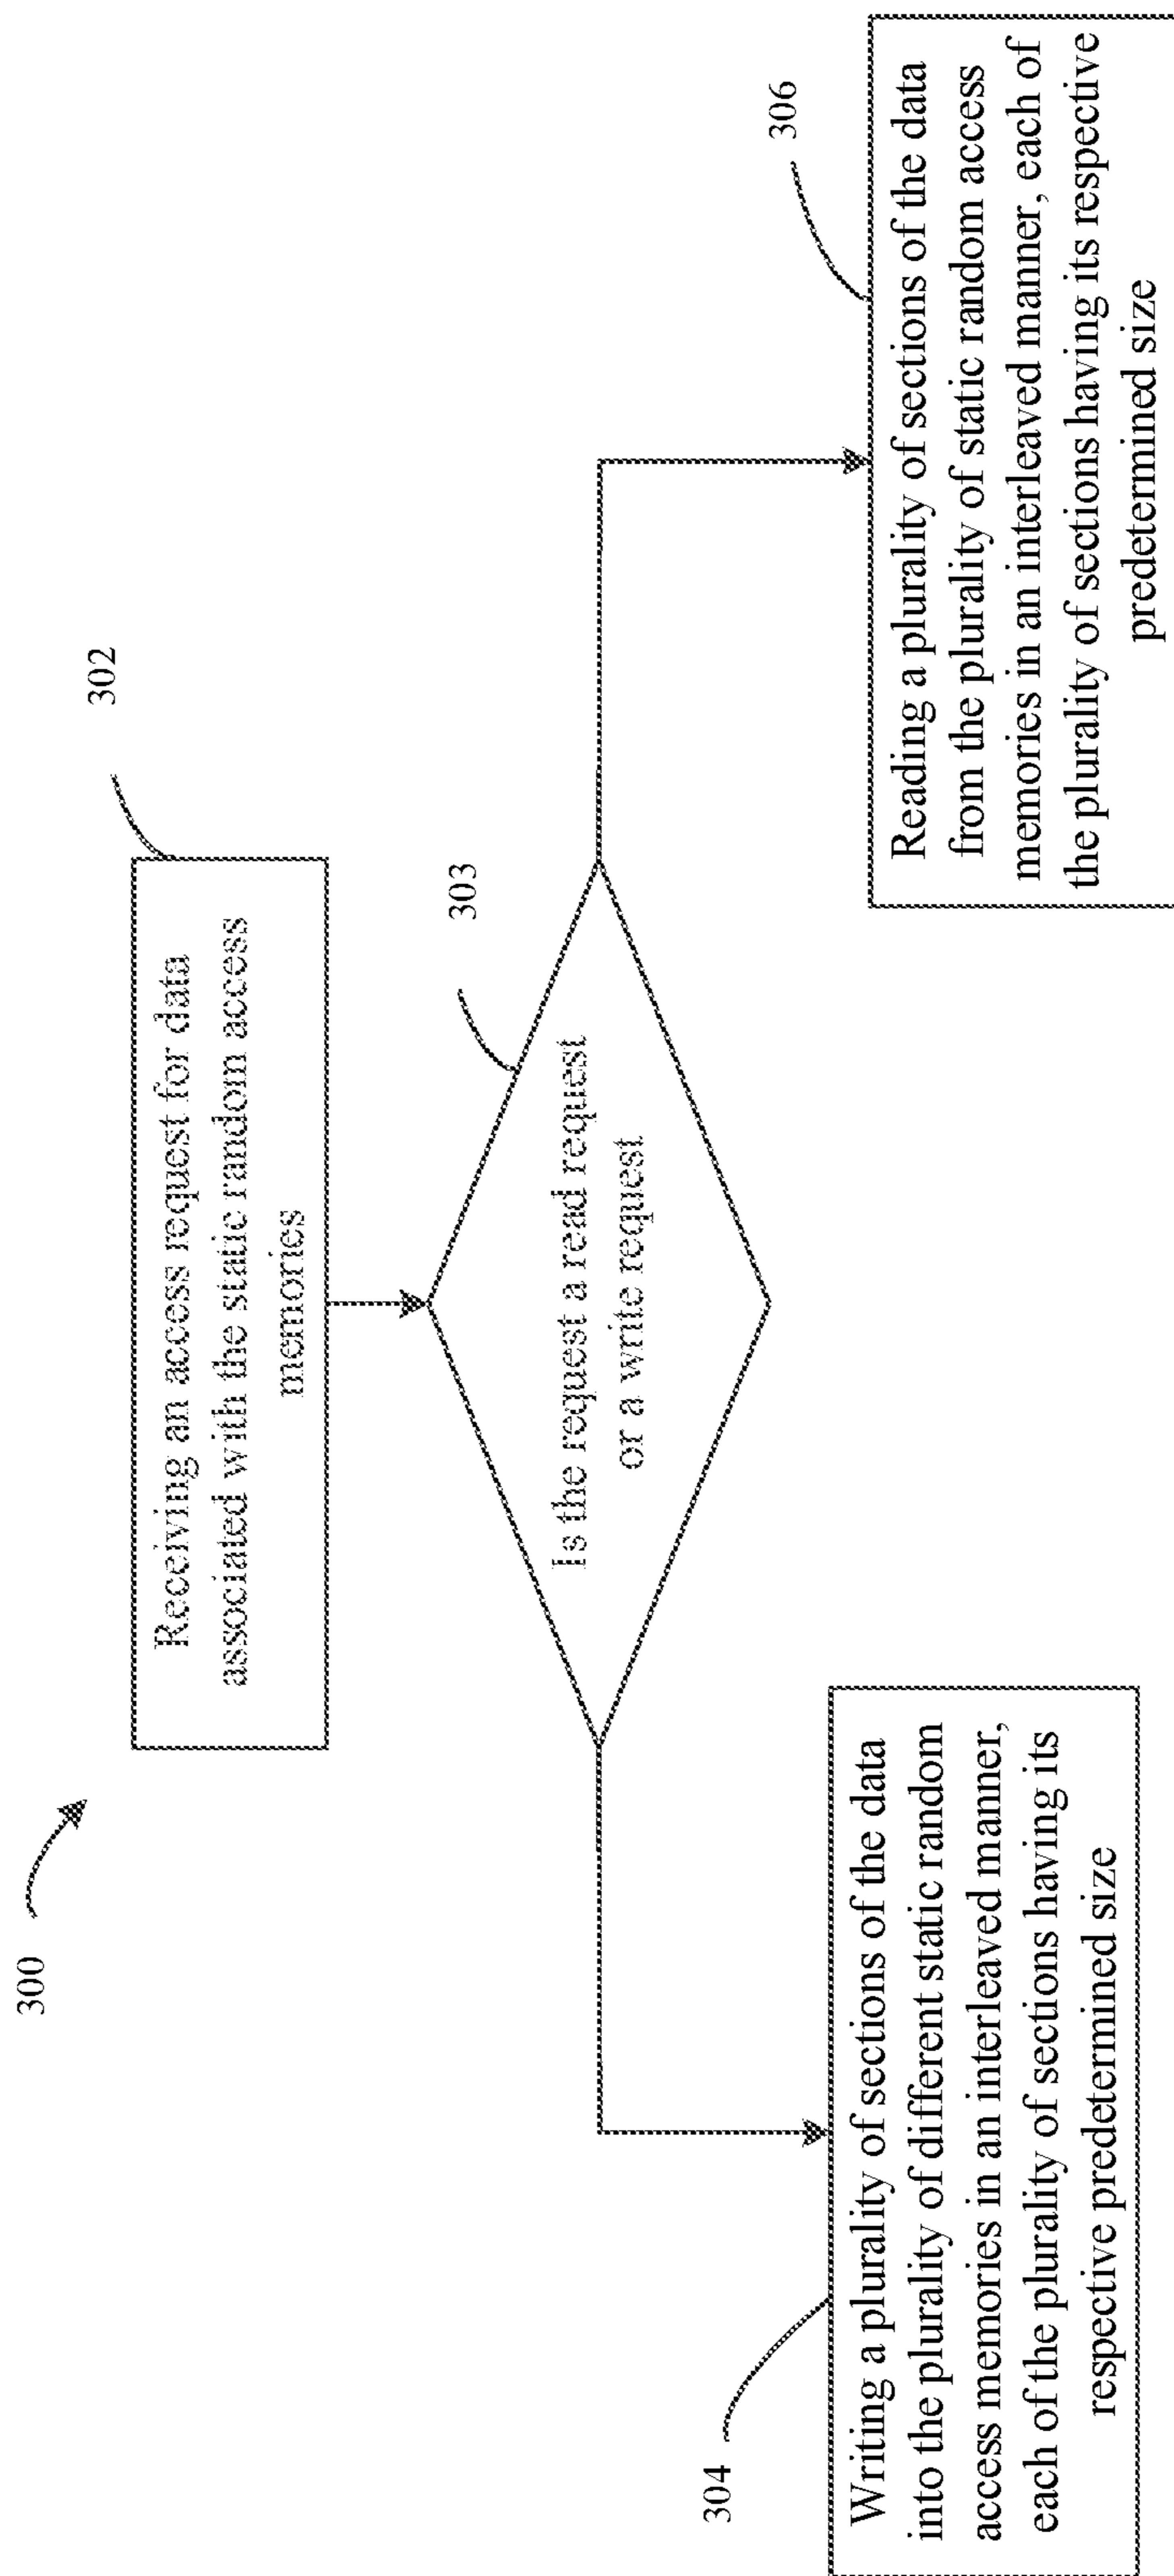 300
302
Receiving an access request for data
associated with the static random access
memories
303
Is the request a read request
or a write request
304
Writing a plurality of sections of the data
into the plurality of different static random
access memories in an interleaved manner,
each of the plurality of sections having its
respective predetermined size
306
Reading a plurality of sections of the data
from the plurality of static random access
memories in an interleaved manner, each of
the plurality of sections having its respective
predetermined size